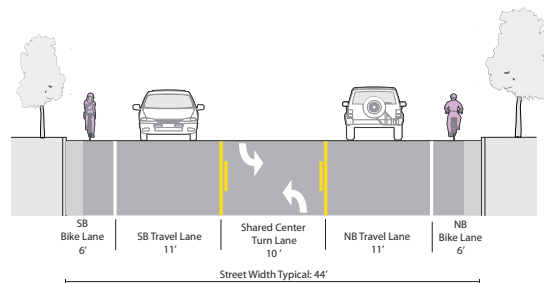 SB
Bike Lane
6'
SB Travel Lane
11'
Shared Center
Turn Lane
10 '
NB Travel Lane
11'
NB
Bike Lane
6'
Street Width Typical: 44'